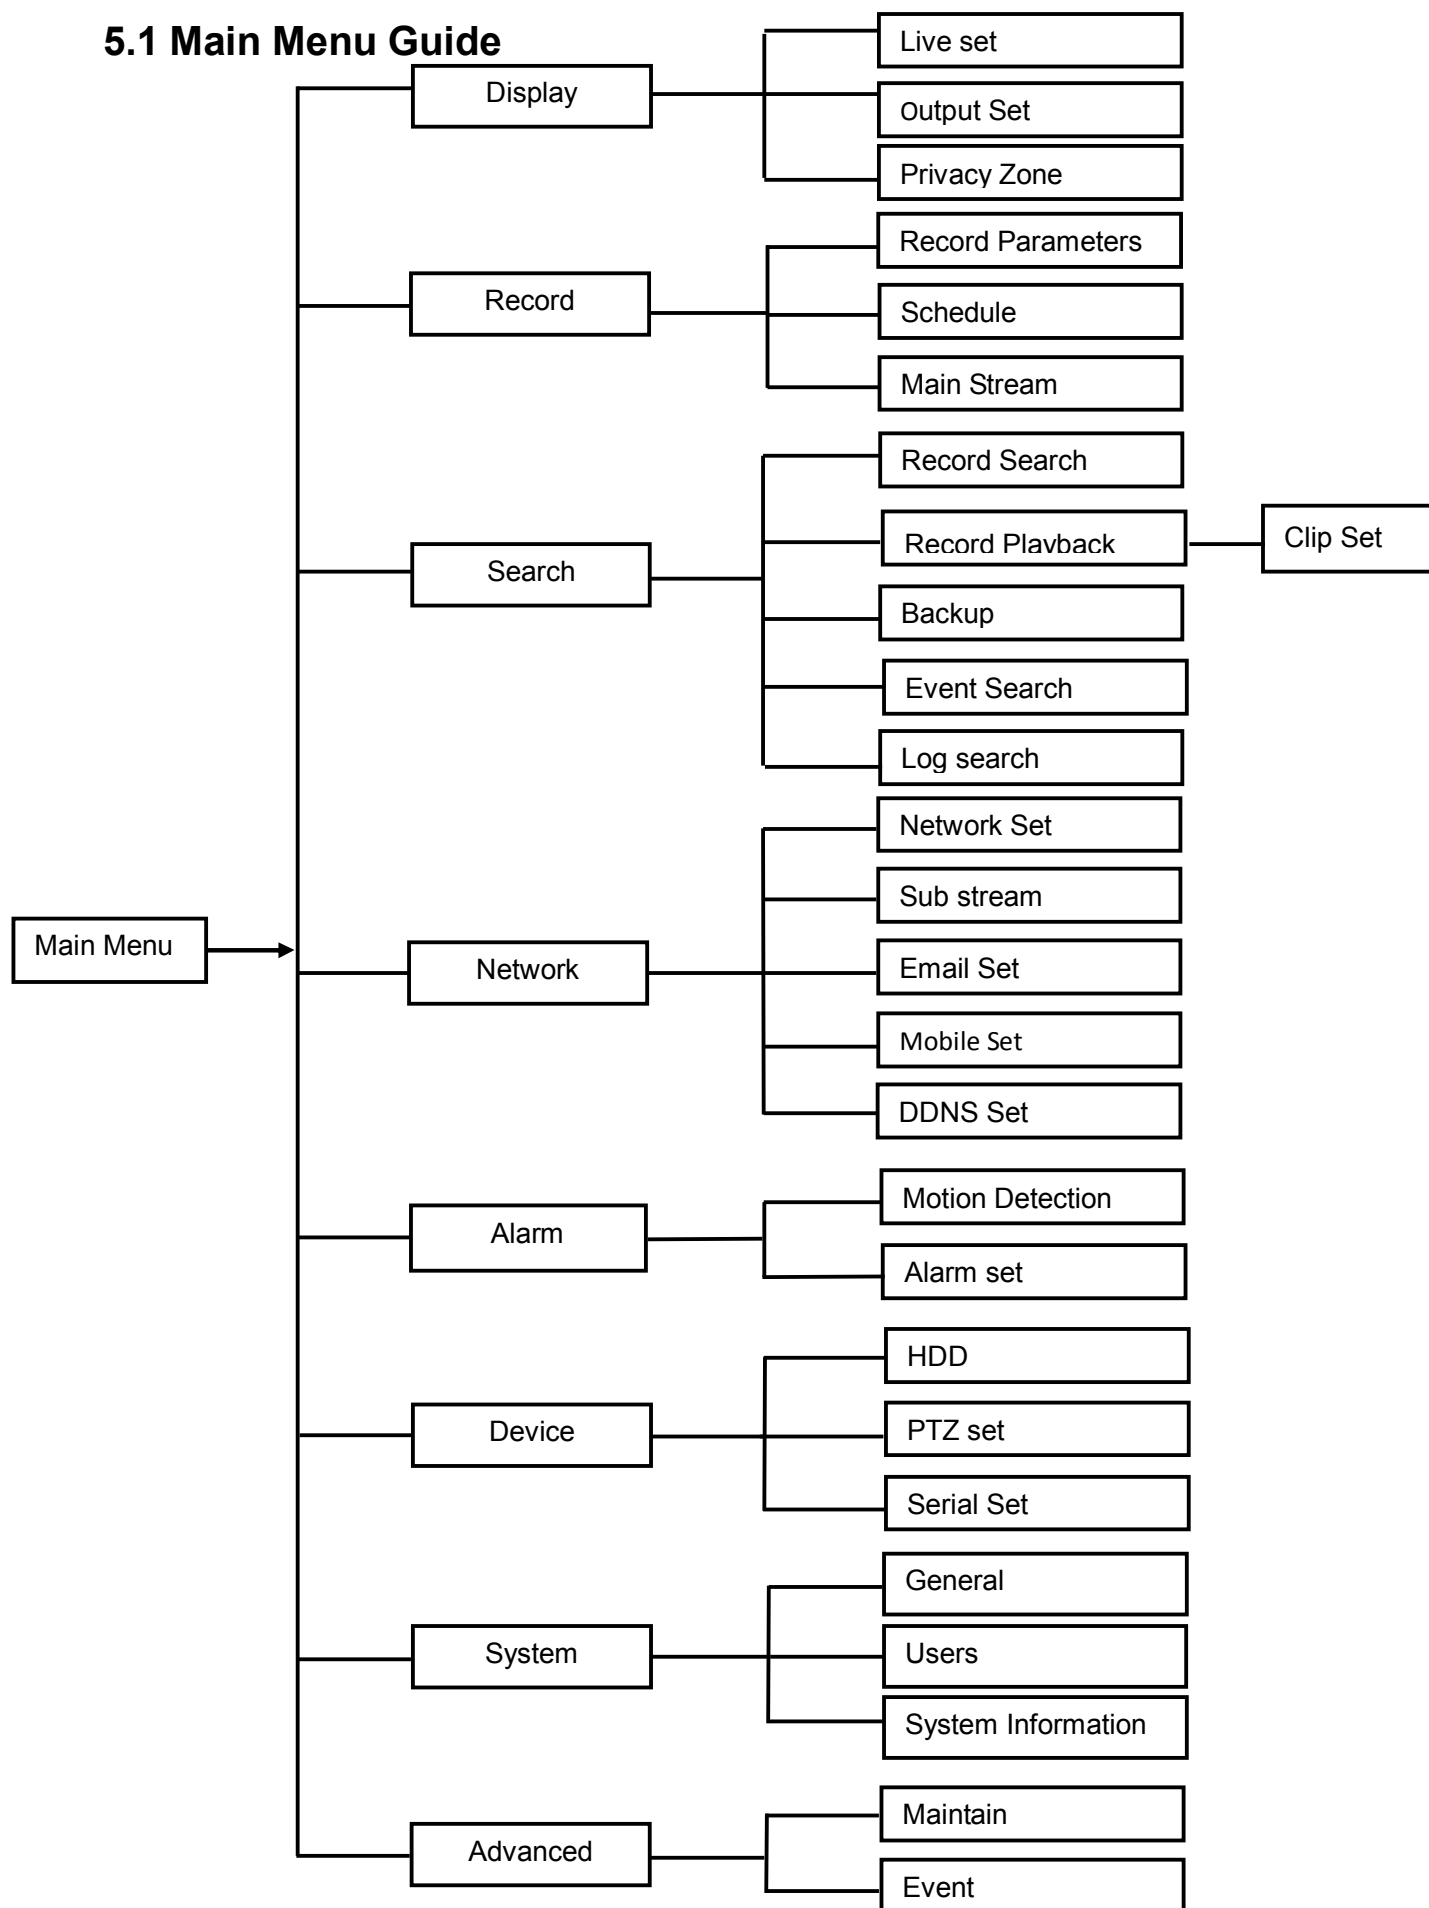 5.1 Main Menu Guide
Main Menu
Display
Live set
Output Set
Privacy Zone
Record
Record Parameters
Schedule
Main Stream
Search
Record Search
Record Playback
Clip Set
Backup
Event Search
Log search
Network
Network Set
Sub stream
Email Set
Mobile Set
DDNS Set
Alarm
Motion Detection
Alarm set
Device
HDD
PTZ set
Serial Set
System
General
Users
System Information
Advanced
Maintain
Event